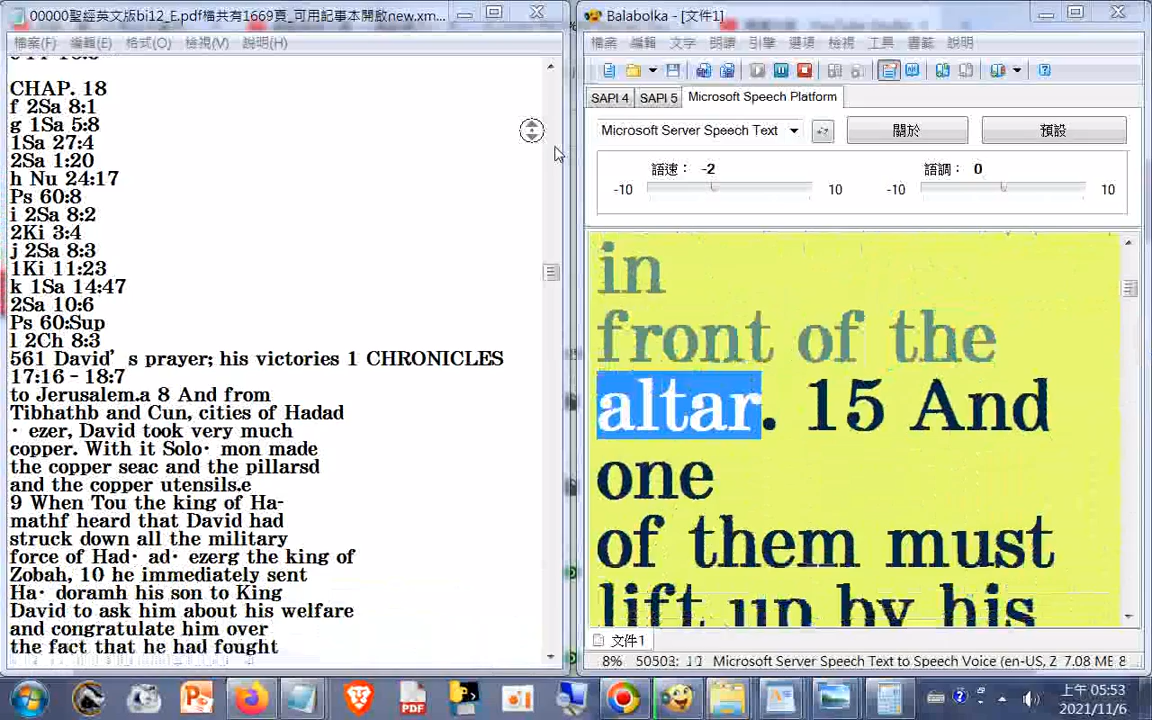 00000聖經英文版bi12_E.pdf檔共有1669頁_可用記事本開啟new.xm...
檔案(F) 編輯(E) 格式(O) 檢視(V) 說明(H)
CHAP. 18
f 2Sa 8:1
g 1Sa 5:8
1Sa 27:4
2Sa 1:20
h Nu 24:17
Ps 60:8
i 2Sa 8:2
2Ki 3:4
j 2Sa 8:3
1Ki 11:23
k 1Sa 14:47
2Sa 10:6
Ps 60:Sup
l 2Ch 8:3
561 David’s prayer; his victories 1 CHRONICLES
17:16–18:7
to Jerusalem.a 8 And from
Tibhathb and Cun, cities of Hadad
·ezer, David took very much
copper. With it Solo·mon made
the copper seac and the pillarsd
and the copper utensils.e
9 When Tou the king of Ha-
mathf heard that David had
struck down all the military
force of Had·ad·ezerg the king of
Zobah, 10 he immediately sent
Ha·doramh his son to King
David to ask him about his welfare
and congratulate him over
the fact that he had fought
Balabolka - [文件1]
檔案 編輯 文字 朗讀 引擎 選項 檢視 工具 書籤 說明
SAPI 4 SAPI 5 Microsoft Speech Platform
Microsoft Server Speech Text 關於 預設
語速： -2 語調： 0
-10 10 -10 10
in
front of the
altar. 15 And
one
of them must
lift up by his
文件1
8% Microsoft Server Speech Text to Speech Voice (en-US, Z 7.08 MB 8
PDF
上午 05:53
2021/11/6